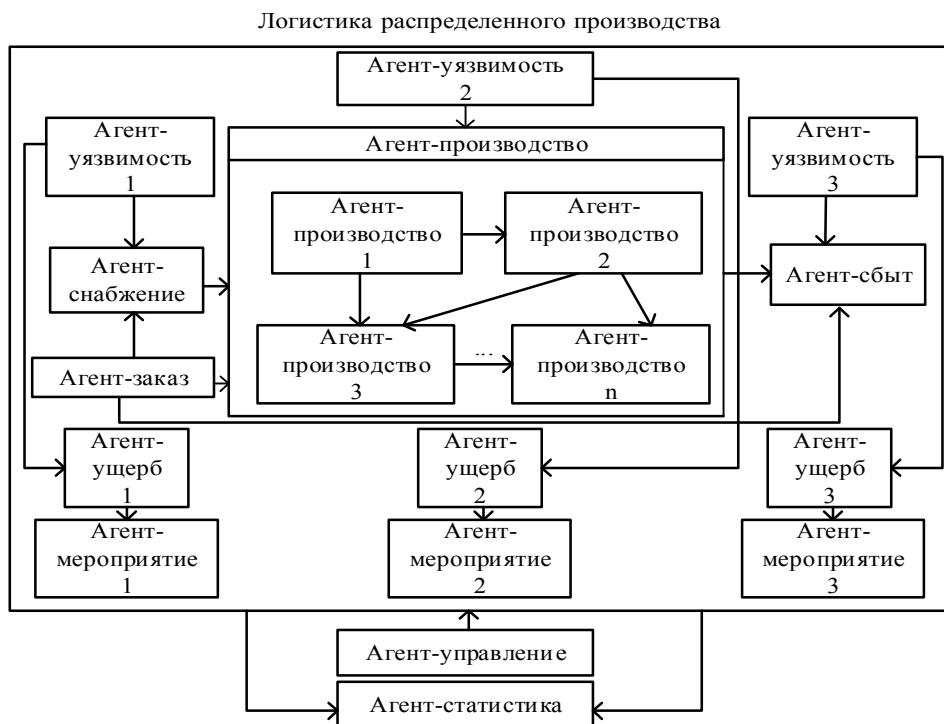 Логистика распределенного производства
Агент-уязвимость
2
Агент-
уязвимость
1
Агент-производство
Агент-
уязвимость
3
Агент-
производство
1
Агент-
производство
2
Агент-
снабжение
Агент-сбыт
Агент-
производство
3
...
Агент-
производство
n
Агент-заказ
Агент-
ущерб
1
Агент-
ущерб
2
Агент-
ущерб
3
Агент-
мероприятие
1
Агент-
мероприятие
2
Агент-
мероприятие
3
Агент-управление
Агент-статистика